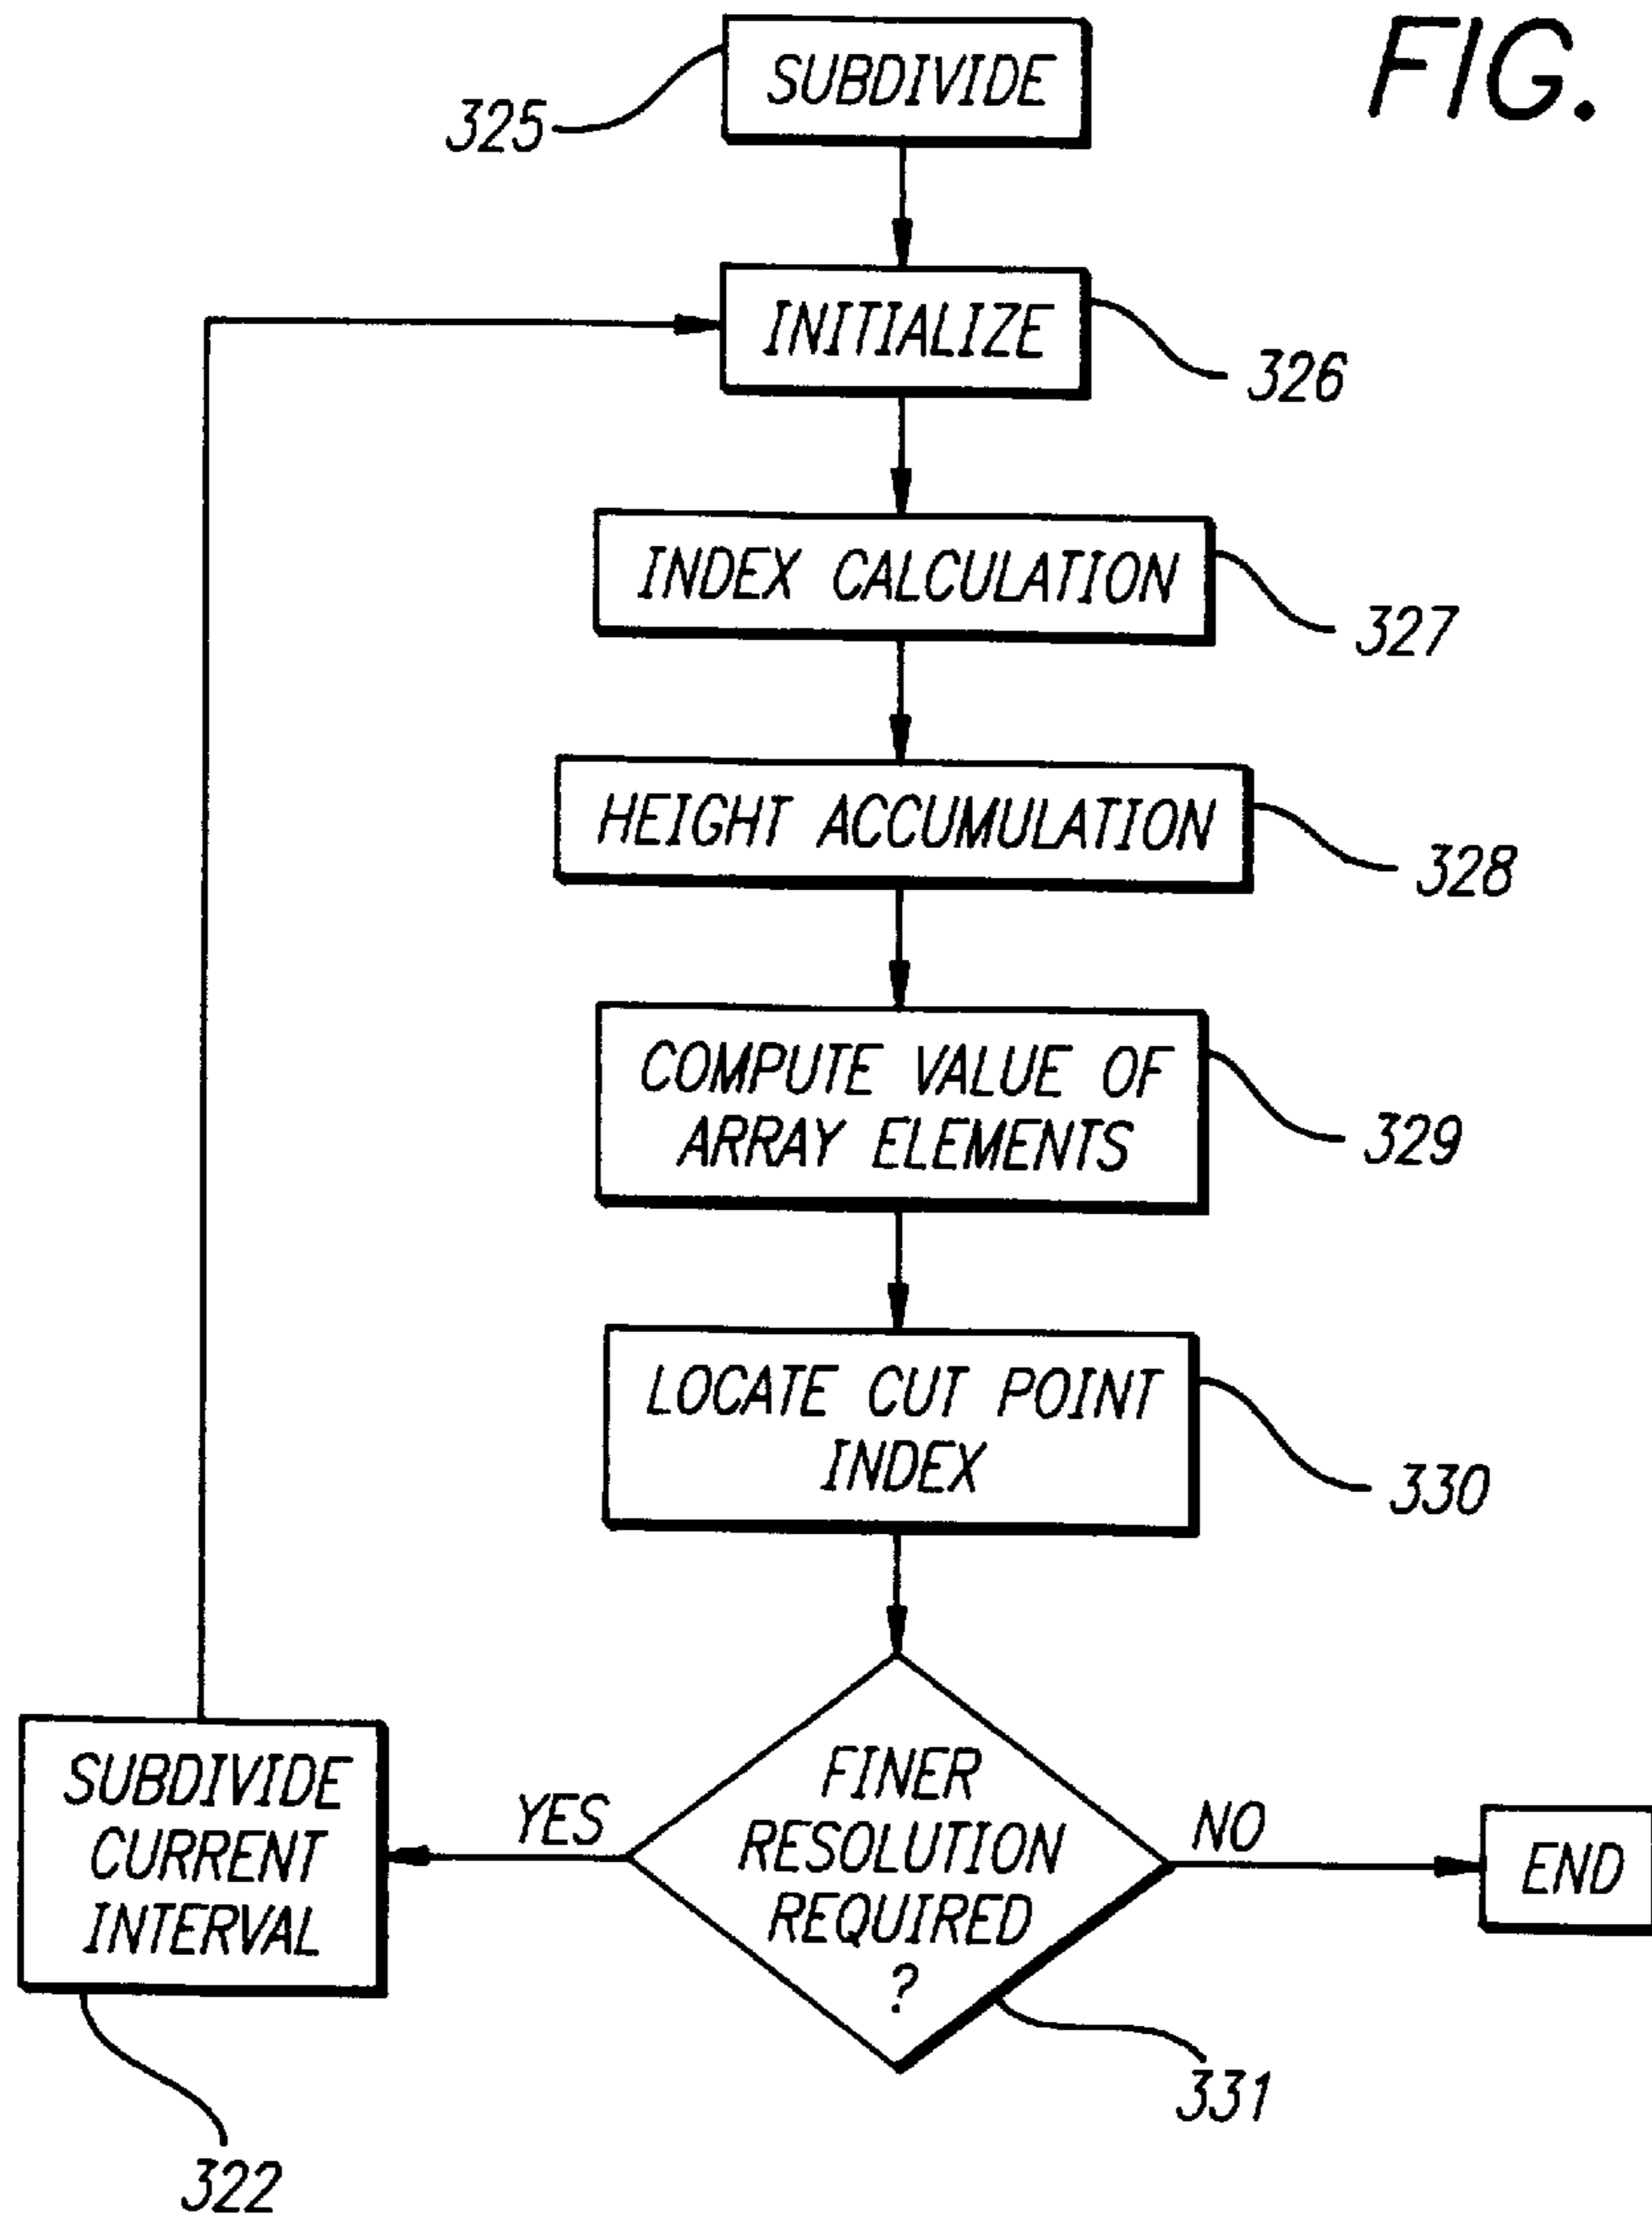 FIG.
SUBDIVIDE
325
INITIALIZE
326
INDEX CALCULATION
327
HEIGHT ACCUMULATION
328
COMPUTE VALUE OF
ARRAY ELEMENTS
329
LOCATE CUT POINT
INDEX
330
FINER
RESOLUTION
REQUIRED
?
331
YES
NO
SUBDIVIDE
CURRENT
INTERVAL
322
END